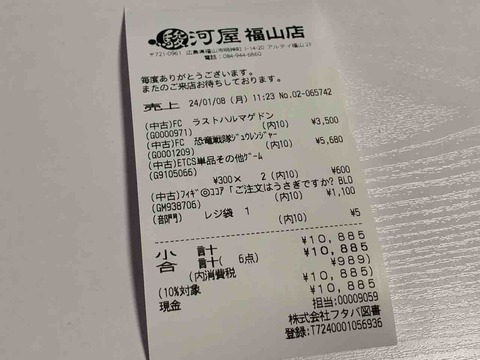 駿河屋 福山店
〒721-0961 広島県福山市明神町 1-14-20 アルティ福山 2F
電話: 084-944-6860
毎度ありがとうございます。
またのご来店お待ちしております。
売上 24/01/08 (月) 11:23 No.02-065742
(中古)FC ラストハルマゲドン
(G0000971) (内10) ¥3,500
(中古)FC 恐竜戦隊ジュウレンジャー
(G0001209) (内10) ¥5,680
(中古)ETCS単品その他ゲーム
(G9105066) (内10)
¥300× 2(内10) ¥600
(中古)フィギ◎ココア「ご注文はうさぎですか? BLO
(GM938706) (内10) ¥1,100
(部門) レジ袋 1 (内10) ¥5
小 計 ¥10,885
合 計( 6点) ¥10,885
(内)消費税 ¥989)
(10%対象 ¥10,885)
現金 ¥10,885
担当:00009059
株式会社フタバ図書
登録:T7240001056936